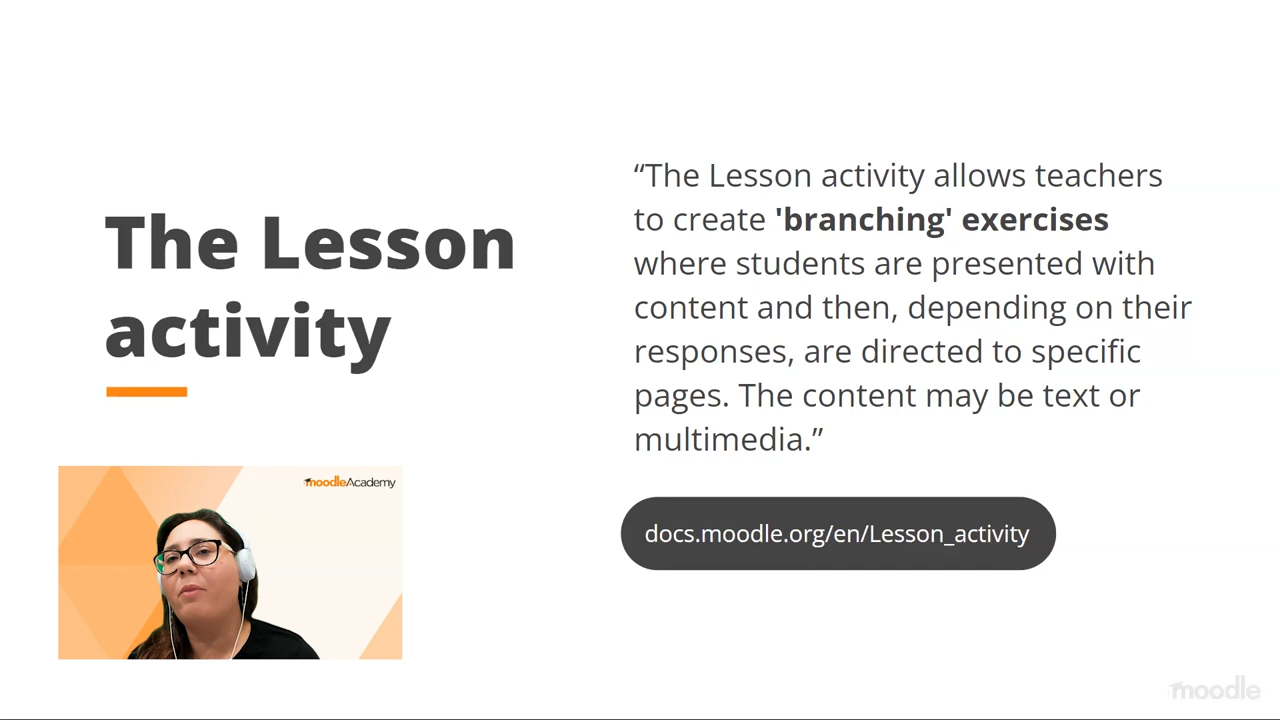 The Lesson
activity
“The Lesson activity allows teachers
to create 'branching' exercises
where students are presented with
content and then, depending on their
responses, are directed to specific
pages. The content may be text or
multimedia.”
docs.moodle.org/en/Lesson_activity
moodleAcademy
moodle